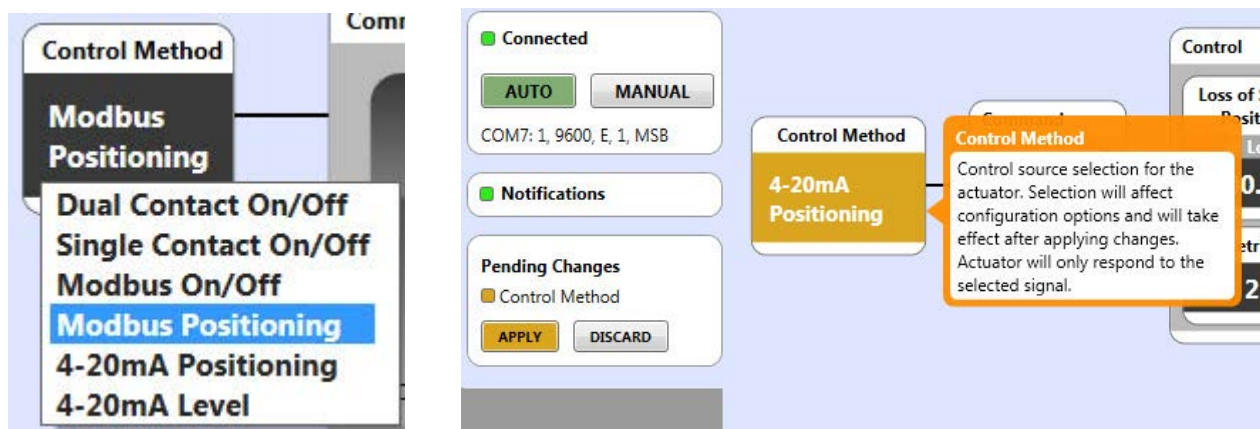 Control Method
Modbus
Positioning
Dual Contact On/Off
Single Contact On/Off
Modbus On/Off
Modbus Positioning
4-20mA Positioning
4-20mA Level
Connected
AUTO
MANUAL
COM7: 1, 9600, E, 1, MSB
Notifications
Pending Changes
Control Method
APPLY
DISCARD
Control Method
4-20mA
Positioning
Control Method
Control source selection for the
actuator. Selection will affect
configuration options and will take
effect after applying changes.
Actuator will only respond to the
selected signal.
Control
Loss of